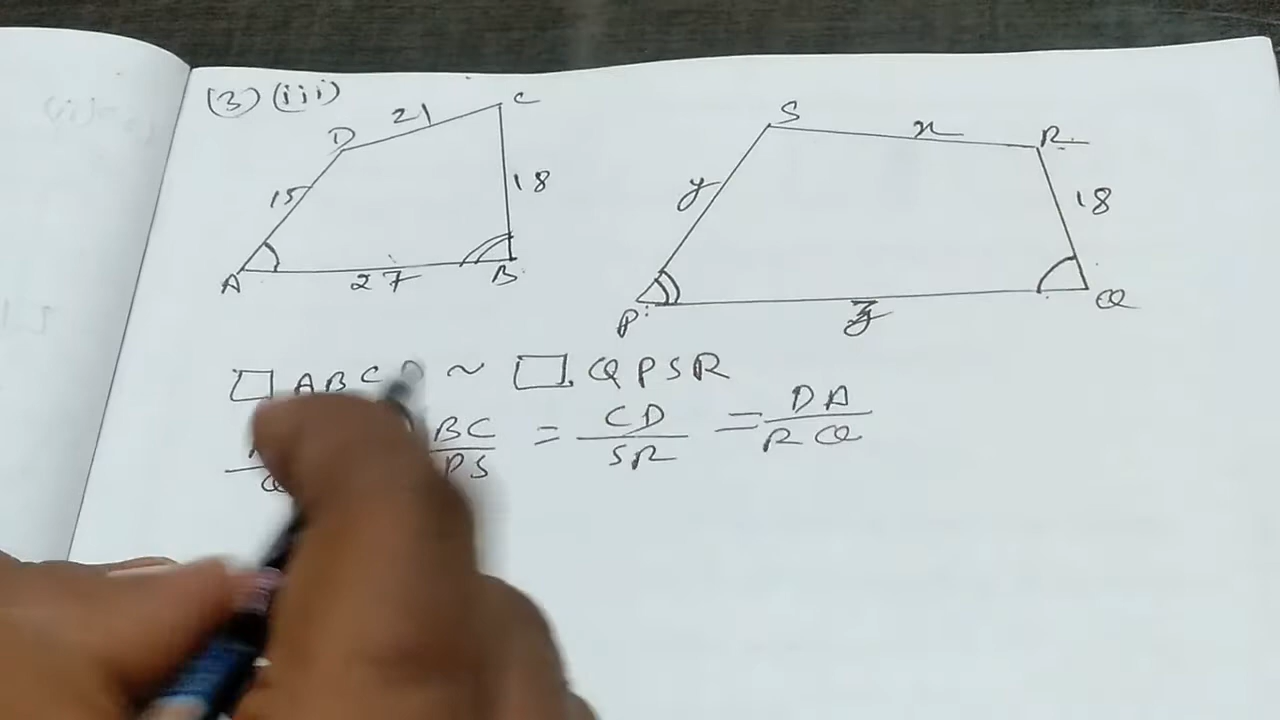 (3) (iii)
D 21 C
15
18
A 27 B
S x R
y
18
P z Q
□ ABCD ~ □ QPSR
BC/PS = CD/SR = DA/RQ